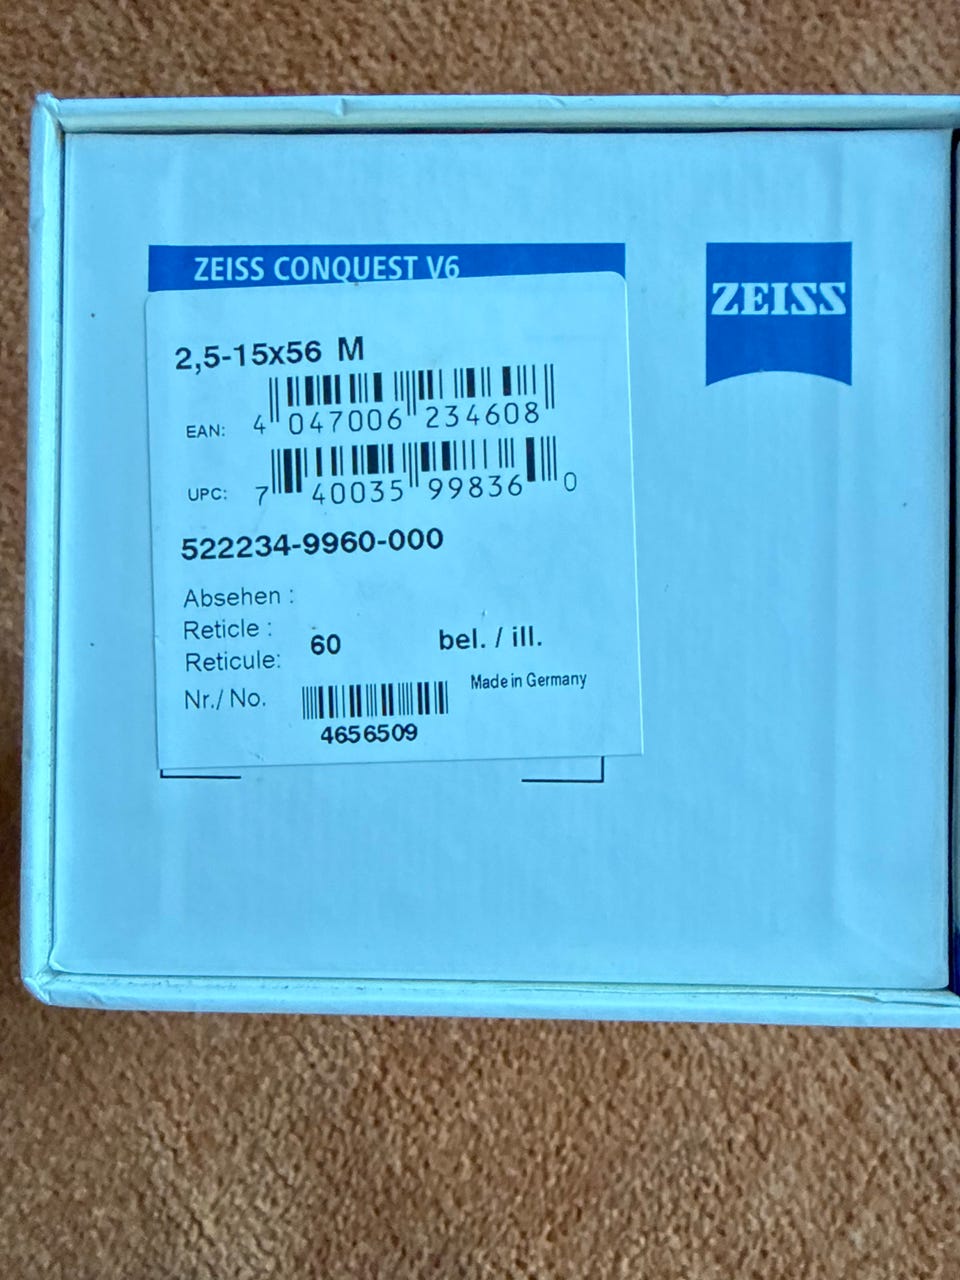 ZEISS CONQUEST V6
ZEISS
2,5-15x56 M
EAN: 4 047006 234608
UPC: 7 40035 99836 0
522234-9960-000
Absehen :
Reticle :
Reticule: 60 bel. / ill.
Nr./ No. Made in Germany
4656509